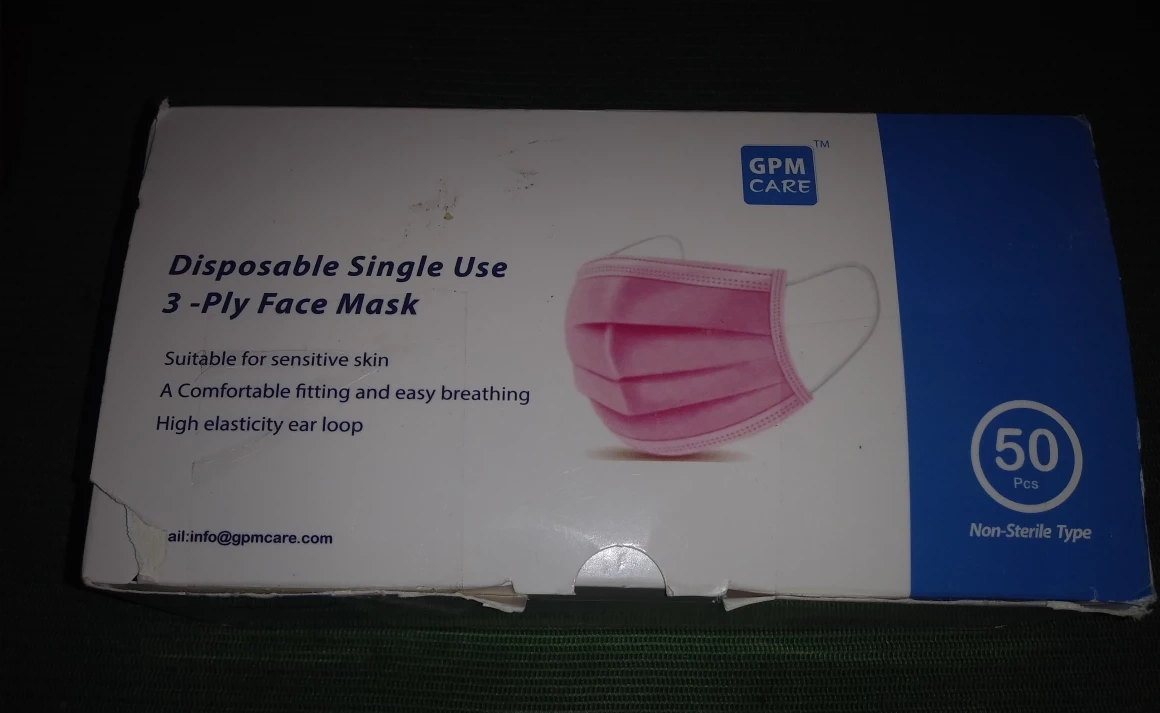 GPM
CARE
TM
Disposable Single Use
3 -Ply Face Mask
Suitable for sensitive skin
A Comfortable fitting and easy breathing
High elasticity ear loop
ail:info@gpmcare.com
50
Pcs
Non-Sterile Type